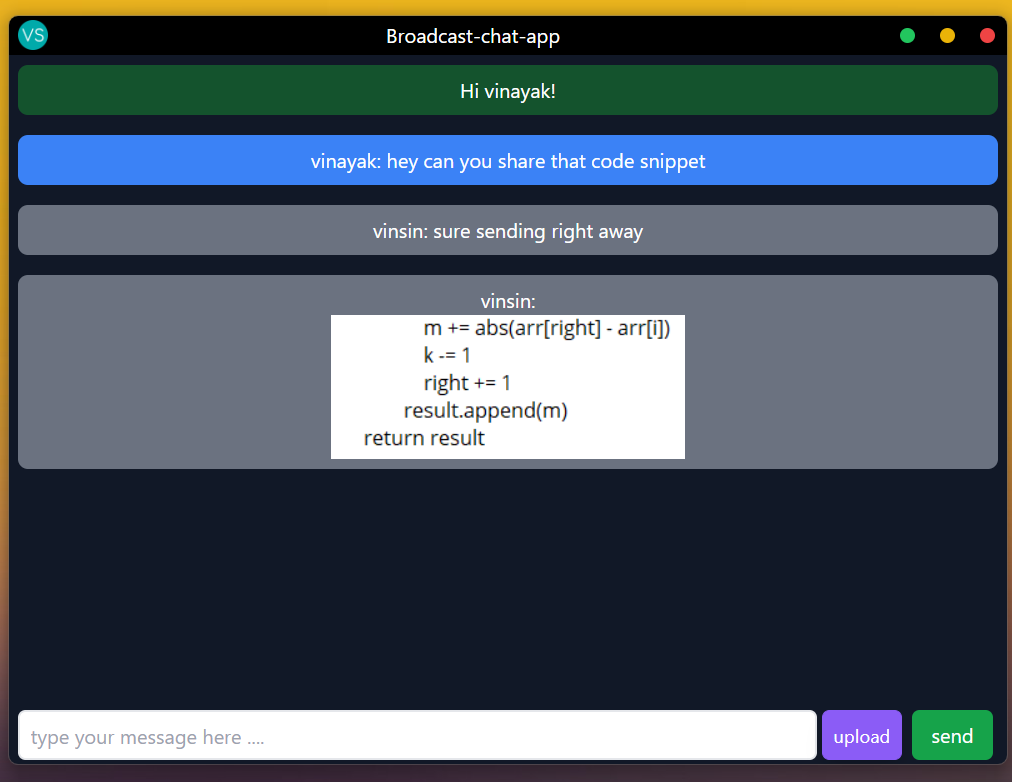 VS
Broadcast-chat-app
Hi vinayak!
vinayak: hey can you share that code snippet
vinsin: sure sending right away
vinsin:
m += abs(arr[right] - arr[i])
k -= 1
right += 1
result.append(m)
return result
type your message here ....
upload
send